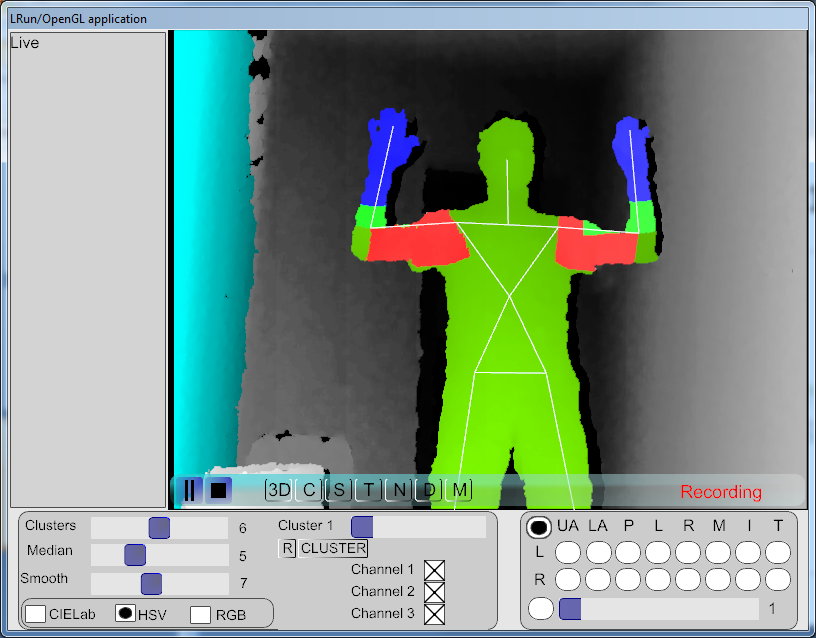 LRun/OpenGL application
Live
3D C S T N D M
Recording
Clusters 6
Median 5
Smooth 7
CIELab HSV RGB
Cluster 1
R CLUSTER
Channel 1
Channel 2
Channel 3
UA LA P L R M I T
L
R
1